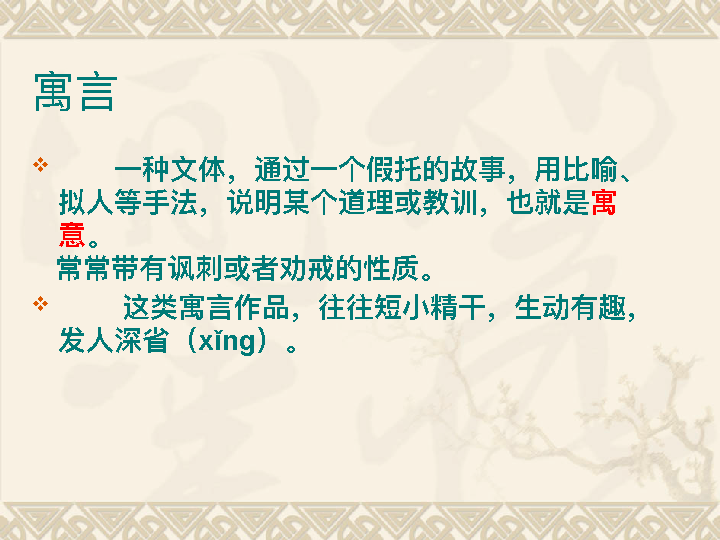 寓言
一种文体，通过一个假托的故事，用比喻、
拟人等手法，说明某个道理或教训，也就是寓
意。
常常带有讽刺或者劝戒的性质。
这类寓言作品，往往短小精干，生动有趣，
发人深省（xǐng）。